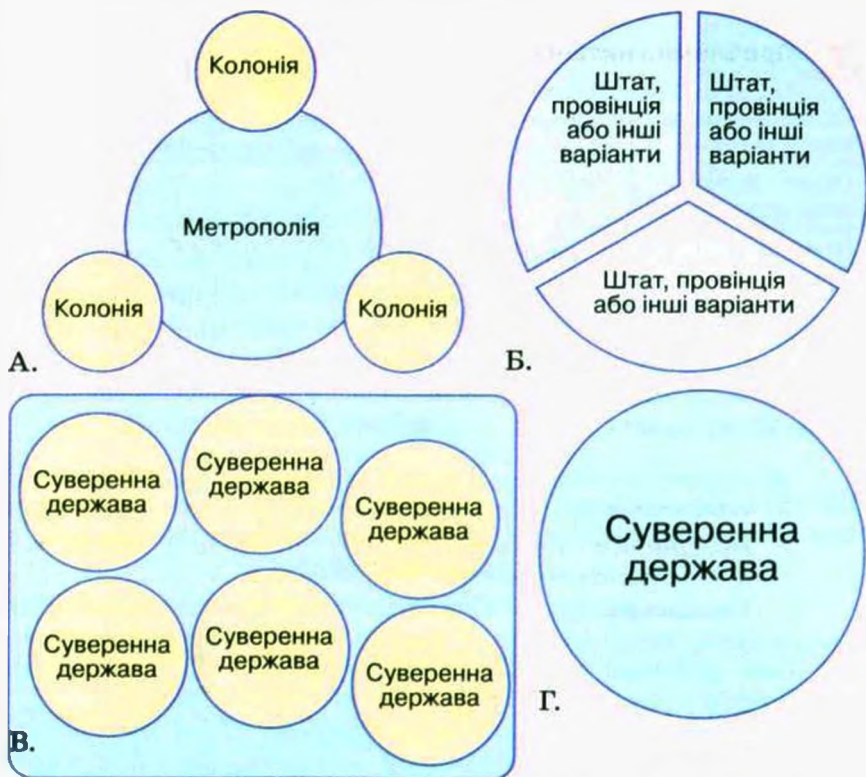 Колонія
Метрополія
Колонія
Колонія
А.
Штат,
провінція
або інші
варіанти
Штат,
провінція
або інші
варіанти
Штат, провінція
або інші варіанти
Б.
Суверенна
держава
Суверенна
держава
Суверенна
держава
Суверенна
держава
Суверенна
держава
Суверенна
держава
В.
Суверенна
держава
Г.